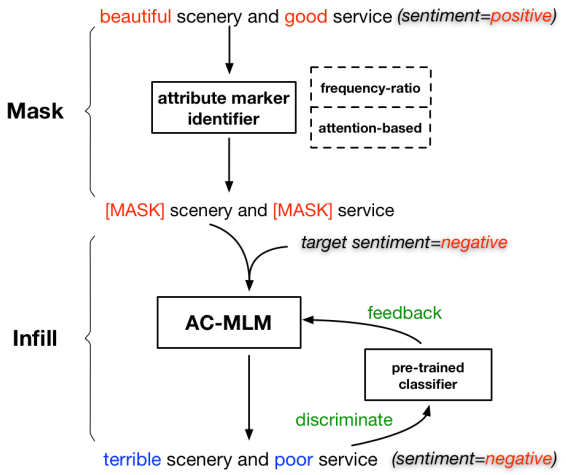 beautiful scenery and good service (sentiment=positive)
Mask
attribute marker
identifier
frequency-ratio
attention-based
[MASK] scenery and [MASK] service
target sentiment=negative
Infill
AC-MLM
feedback
pre-trained
classifier
discriminate
terrible scenery and poor service (sentiment=negative)